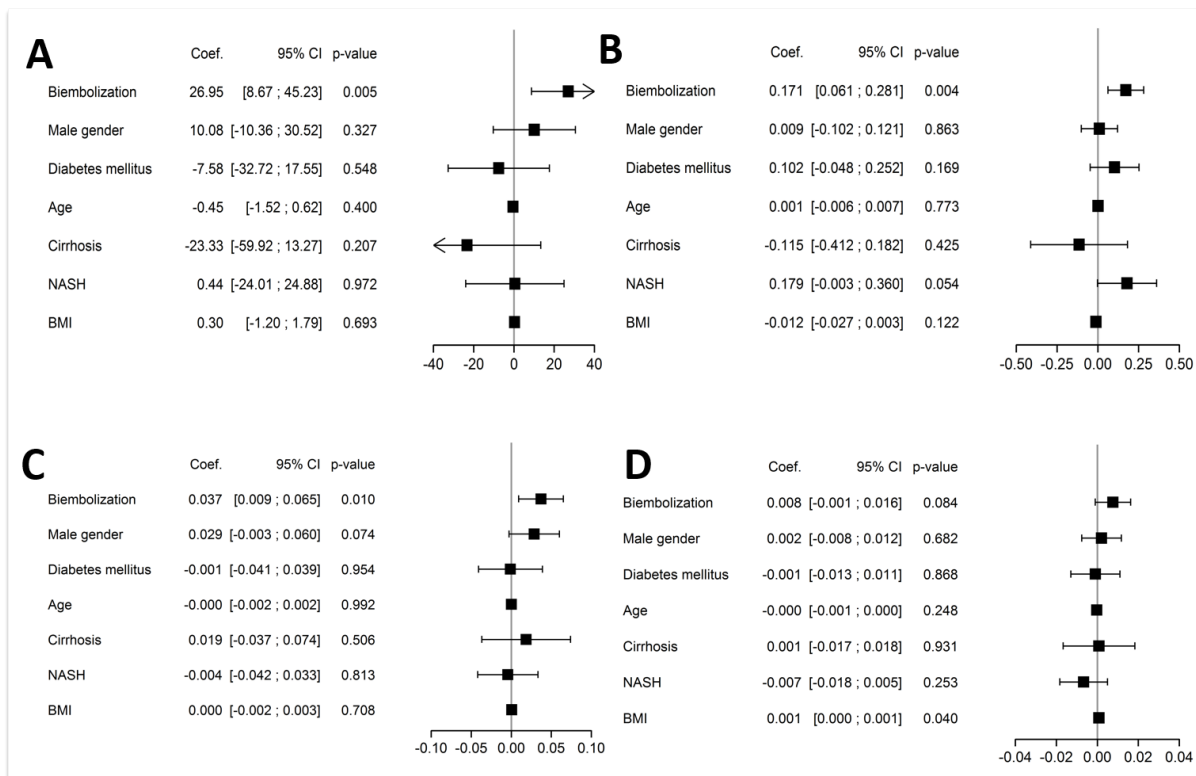 A
Coef. 95% CI p-value
Biembolization 26.95 [8.67 ; 45.23] 0.005
Male gender 10.08 [-10.36 ; 30.52] 0.327
Diabetes mellitus -7.58 [-32.72 ; 17.55] 0.548
Age -0.45 [-1.52 ; 0.62] 0.400
Cirrhosis -23.33 [-59.92 ; 13.27] 0.207
NASH 0.44 [-24.01 ; 24.88] 0.972
BMI 0.30 [-1.20 ; 1.79] 0.693
-40 -20 0 20 40
B
Coef. 95% CI p-value
Biembolization 0.171 [0.061 ; 0.281] 0.004
Male gender 0.009 [-0.102 ; 0.121] 0.863
Diabetes mellitus 0.102 [-0.048 ; 0.252] 0.169
Age 0.001 [-0.006 ; 0.007] 0.773
Cirrhosis -0.115 [-0.412 ; 0.182] 0.425
NASH 0.179 [-0.003 ; 0.360] 0.054
BMI -0.012 [-0.027 ; 0.003] 0.122
-0.50 -0.25 0.00 0.25 0.50
C
Coef. 95% CI p-value
Biembolization 0.037 [0.009 ; 0.065] 0.010
Male gender 0.029 [-0.003 ; 0.060] 0.074
Diabetes mellitus -0.001 [-0.041 ; 0.039] 0.954
Age -0.000 [-0.002 ; 0.002] 0.992
Cirrhosis 0.019 [-0.037 ; 0.074] 0.506
NASH -0.004 [-0.042 ; 0.033] 0.813
BMI 0.000 [-0.002 ; 0.003] 0.708
-0.10 -0.05 0.00 0.05 0.10
D
Coef. 95% CI p-value
Biembolization 0.008 [-0.001 ; 0.016] 0.084
Male gender 0.002 [-0.008 ; 0.012] 0.682
Diabetes mellitus -0.001 [-0.013 ; 0.011] 0.868
Age -0.000 [-0.001 ; 0.000] 0.248
Cirrhosis 0.001 [-0.017 ; 0.018] 0.931
NASH -0.007 [-0.018 ; 0.005] 0.253
BMI 0.001 [0.000 ; 0.001] 0.040
-0.04 -0.02 0.00 0.02 0.04